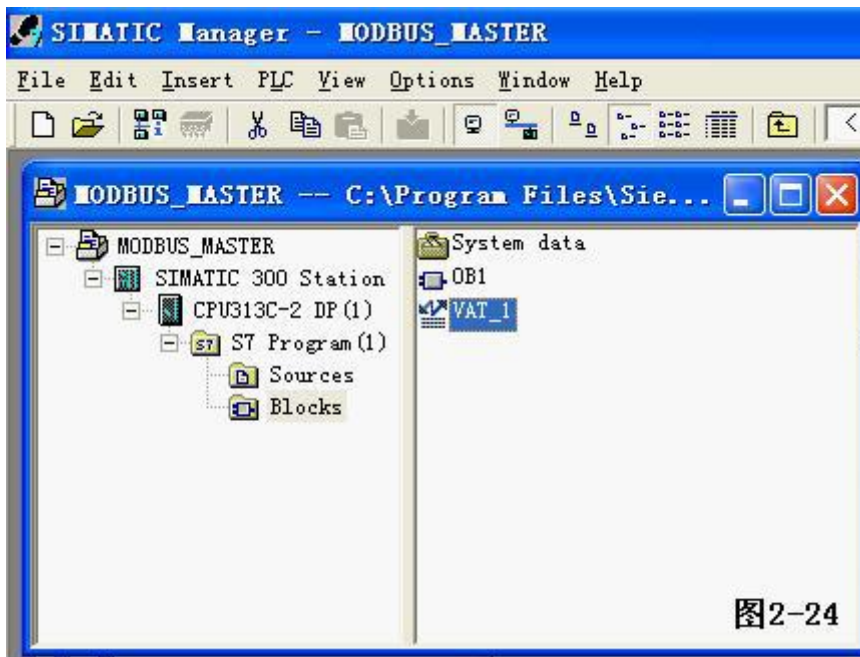 SIMATIC Manager - MODBUS_MASTER
File Edit Insert PLC View Options Window Help
MODBUS_MASTER -- C:\Program Files\Sie...
MODBUS_MASTER
SIMATIC 300 Station
CPU313C-2 DP(1)
S7 Program(1)
Sources
Blocks
System data
OB1
VAT_1
图2-24